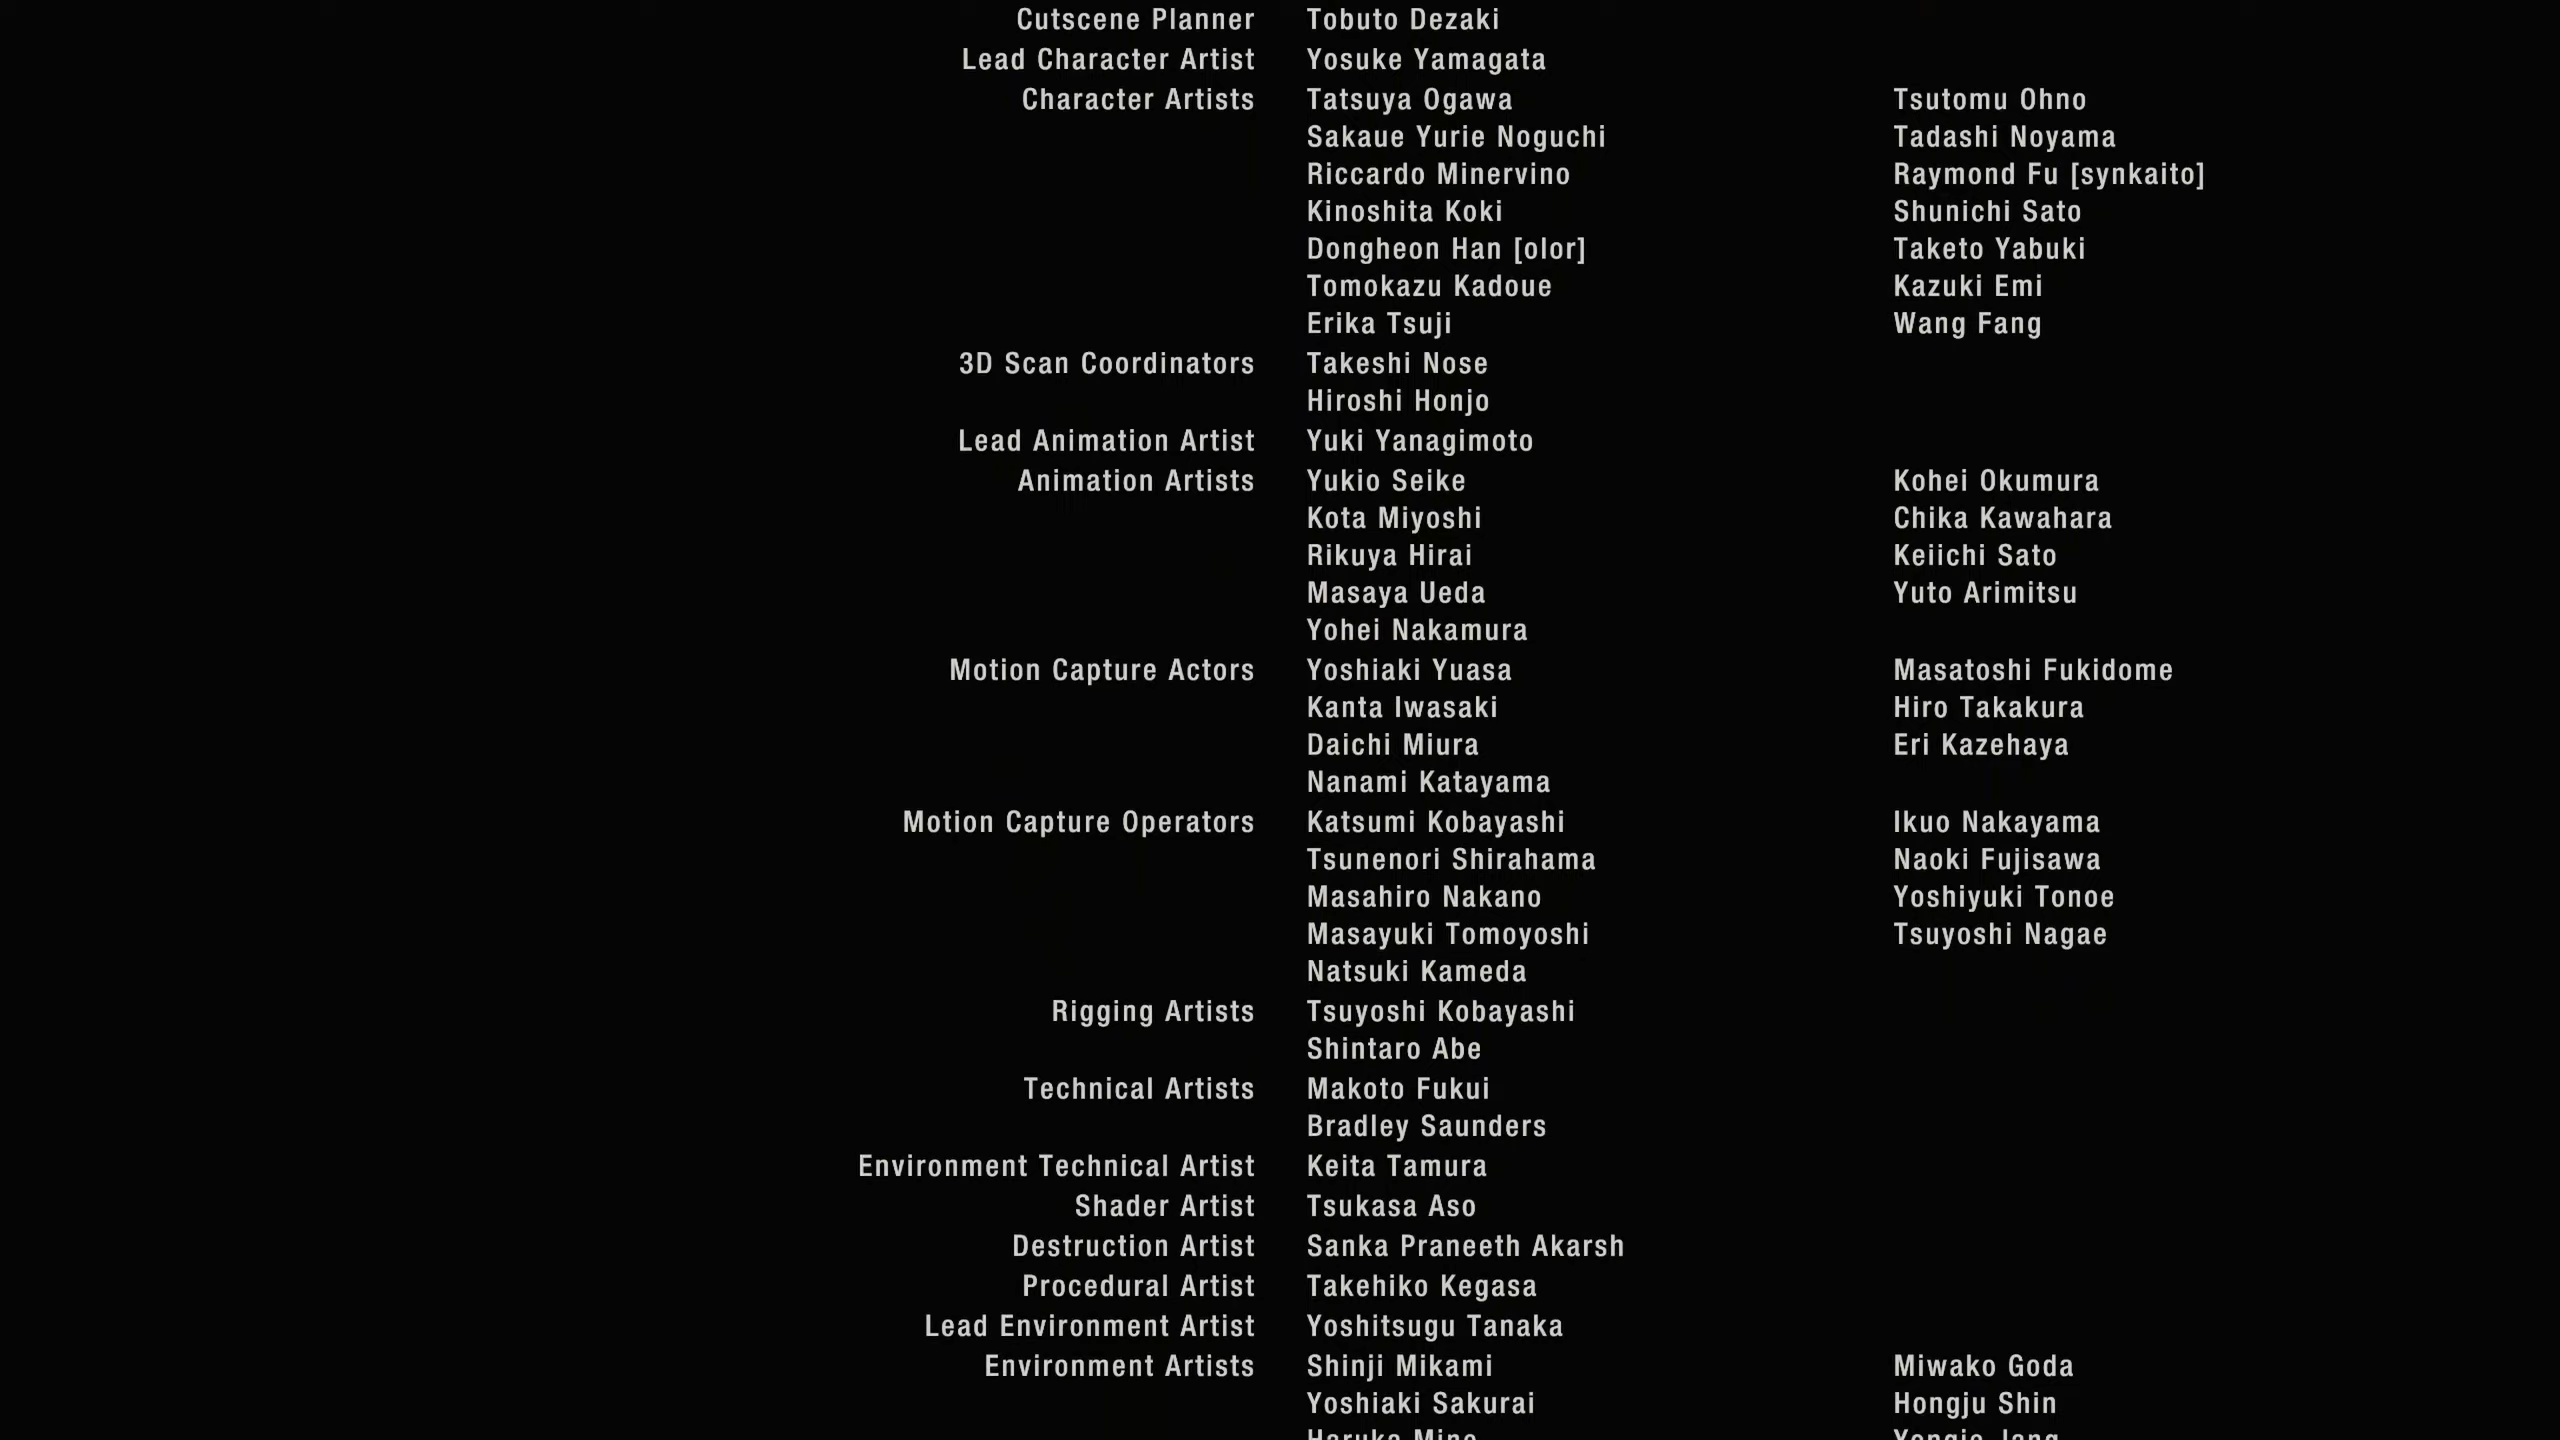 Cutscene Planner Tobuto Dezaki
Lead Character Artist Yosuke Yamagata
Character Artists Tatsuya Ogawa Tsutomu Ohno
Sakaue Yurie Noguchi Tadashi Noyama
Riccardo Minervino Raymond Fu [synkaito]
Kinoshita Koki Shunichi Sato
Dongheon Han [olor] Taketo Yabuki
Tomokazu Kadoue Kazuki Emi
Erika Tsuji Wang Fang
3D Scan Coordinators Takeshi Nose
Hiroshi Honjo
Lead Animation Artist Yuki Yanagimoto
Animation Artists Yukio Seike Kohei Okumura
Kota Miyoshi Chika Kawahara
Rikuya Hirai Keiichi Sato
Masaya Ueda Yuto Arimitsu
Yohei Nakamura
Motion Capture Actors Yoshiaki Yuasa Masatoshi Fukidome
Kanta Iwasaki Hiro Takakura
Daichi Miura Eri Kazehaya
Nanami Katayama
Motion Capture Operators Katsumi Kobayashi Ikuo Nakayama
Tsunenori Shirahama Naoki Fujisawa
Masahiro Nakano Yoshiyuki Tonoe
Masayuki Tomoyoshi Tsuyoshi Nagae
Natsuki Kameda
Rigging Artists Tsuyoshi Kobayashi
Shintaro Abe
Technical Artists Makoto Fukui
Bradley Saunders
Environment Technical Artist Keita Tamura
Shader Artist Tsukasa Aso
Destruction Artist Sanka Praneeth Akarsh
Procedural Artist Takehiko Kegasa
Lead Environment Artist Yoshitsugu Tanaka
Environment Artists Shinji Mikami Miwako Goda
Yoshiaki Sakurai Hongju Shin